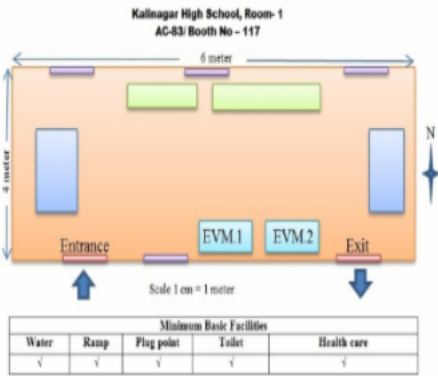 Kalinagar High School, Room- 1
AC-83/ Booth No – 117
6 meter
4 meter
N
EVM.1
EVM.2
Entrance
Exit
Scale 1 cm = 1 meter
Minimum Basic Facilities
Water Ramp Plug point Toilet Health care
√ √ √ √ √